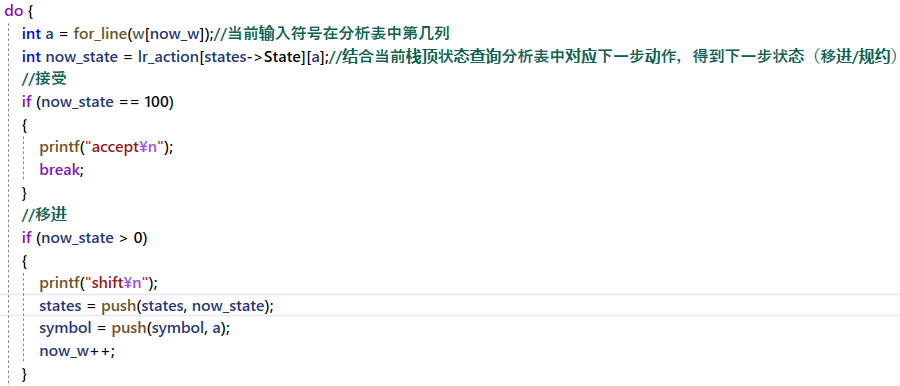 do {
int a = for_line(w[now_w]);//当前输入符号在分析表中第几列
int now_state = lr_action[states->State][a];//结合当前栈顶状态查询分析表中对应下一步动作，得到下一步状态（移进/规约）
//接受
if (now_state == 100)
{
printf("accept¥n");
break;
}
//移进
if (now_state > 0)
{
printf("shift¥n");
states = push(states, now_state);
symbol = push(symbol, a);
now_w++;
}